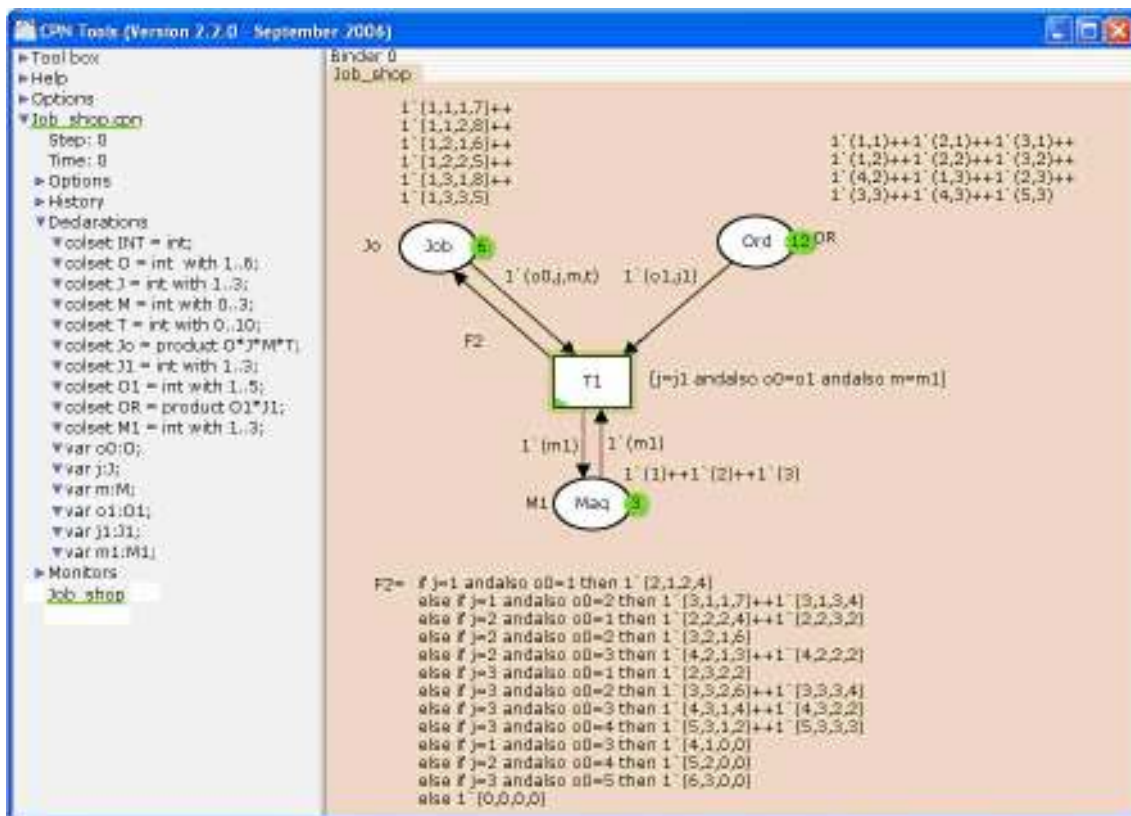 CPN Tools (Version 2.2.0 - September 2006)
Tool box
Help
Options
Job_shop.cpn
Step: 0
Time: 0
Options
History
Declarations
colset INT = int;
colset O = int with 1..6;
colset J = int with 1..3;
colset M = int with 0..3;
colset T = int with 0..10;
colset Jo = product O*J*M*T;
colset J1 = int with 1..3;
colset O1 = int with 1..5;
colset OR = product O1*J1;
colset M1 = int with 1..3;
var o0:O;
var j:J;
var m:M;
var o1:O1;
var j1:J1;
var m1:M1;
Monitors
Job_shop
Binder 0
Job_shop
1`(1,1,1,7)++
1`(1,1,2,8)++
1`(1,2,1,6)++
1`(1,2,2,5)++
1`(1,3,1,8)++
1`(1,3,3,5)
1`(1,1)++1`(2,1)++1`(3,1)++
1`(1,2)++1`(2,2)++1`(3,2)++
1`(4,2)++1`(1,3)++1`(2,3)++
1`(3,3)++1`(4,3)++1`(5,3)
Jo Job 6
Ord 12 OR
1`(o0,j,m,t) 1`(o1,j1)
F2
T1 [j=j1 andalso o0=o1 andalso m=m1]
1`(m1) 1`(m1)
1`(1)++1`(2)++1`(3)
M1 Maq 3
F2= if j=1 andalso o0=1 then 1`(2,1,2,4)
else if j=1 andalso o0=2 then 1`(3,1,1,7)++1`(3,1,3,4)
else if j=2 andalso o0=1 then 1`(2,2,2,4)++1`(2,2,3,2)
else if j=2 andalso o0=2 then 1`(3,2,1,6)
else if j=2 andalso o0=3 then 1`(4,2,1,3)++1`(4,2,2,2)
else if j=3 andalso o0=1 then 1`(2,3,2,2)
else if j=3 andalso o0=2 then 1`(3,3,2,6)++1`(3,3,3,4)
else if j=3 andalso o0=3 then 1`(4,3,1,4)++1`(4,3,2,2)
else if j=3 andalso o0=4 then 1`(5,3,1,2)++1`(5,3,3,3)
else if j=1 andalso o0=3 then 1`(4,1,0,0)
else if j=2 andalso o0=4 then 1`(5,2,0,0)
else if j=3 andalso o0=5 then 1`(6,3,0,0)
else 1`(0,0,0,0)